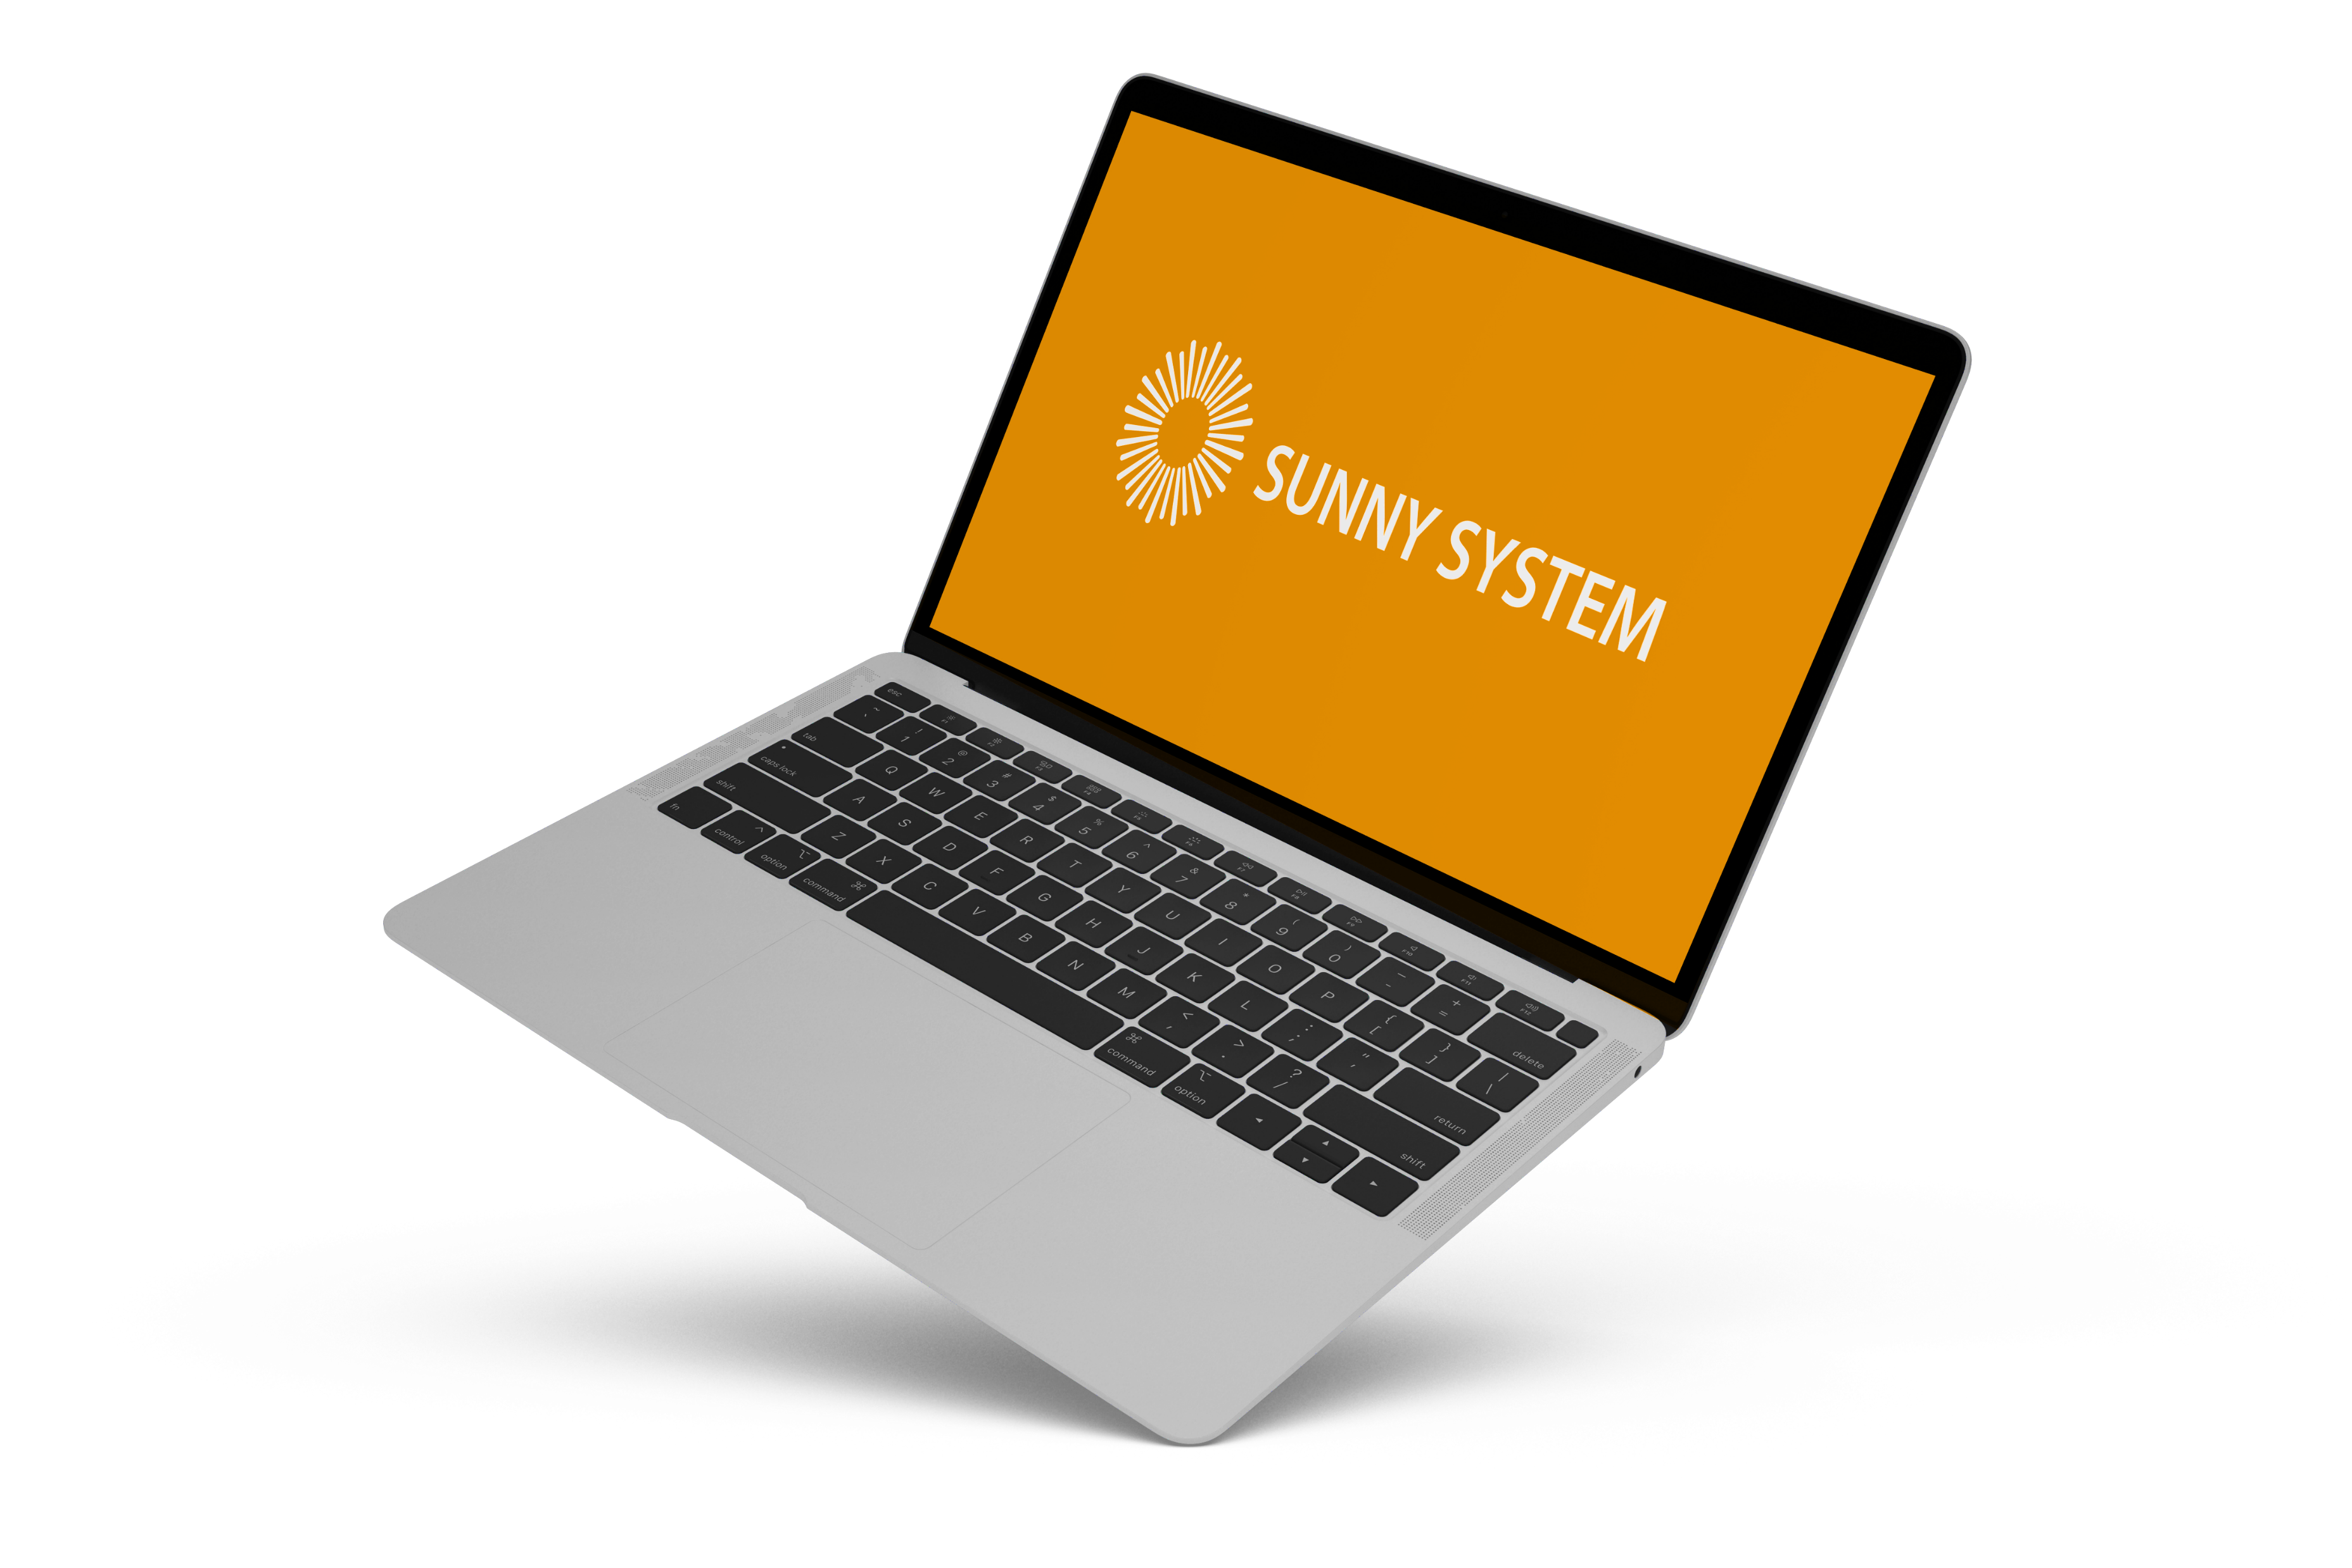 SUNNY SYSTEM
esc
~ `
! 1
@ 2
# 3
$ 4
% 5
^ 6
& 7
* 8
( 9
) 0
_ -
+ =
delete
tab
Q W E R T Y U I O P { [ } ] | \
caps lock
A S D F G H J K L : ; " '
return
shift
Z X C V B N M < , > . ? /
shift
fn
^ control
⌥ option
⌘ command
⌘ command
⌥ option
◄ ▲ ▼ ►